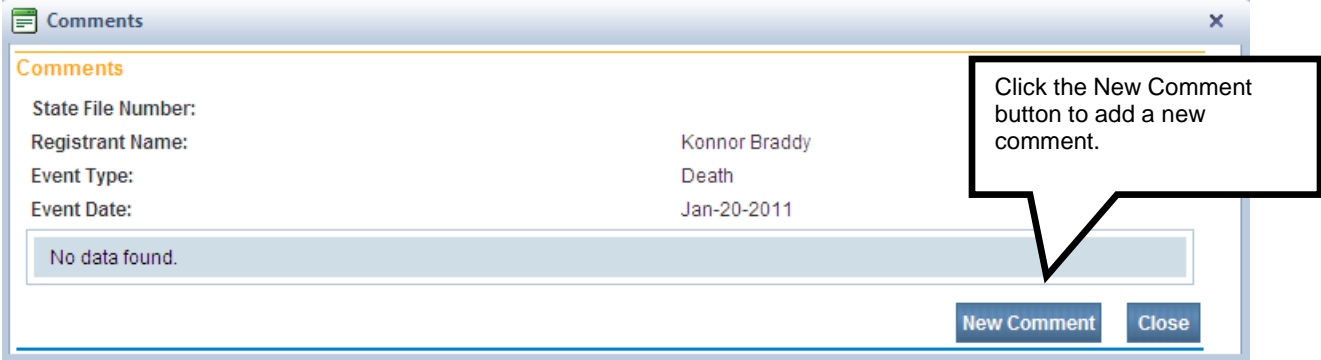 Comments
Comments
Click the New Comment
button to add a new
comment.
State File Number:
Registrant Name: Konnor Braddy
Event Type: Death
Event Date: Jan-20-2011
No data found.
New Comment Close